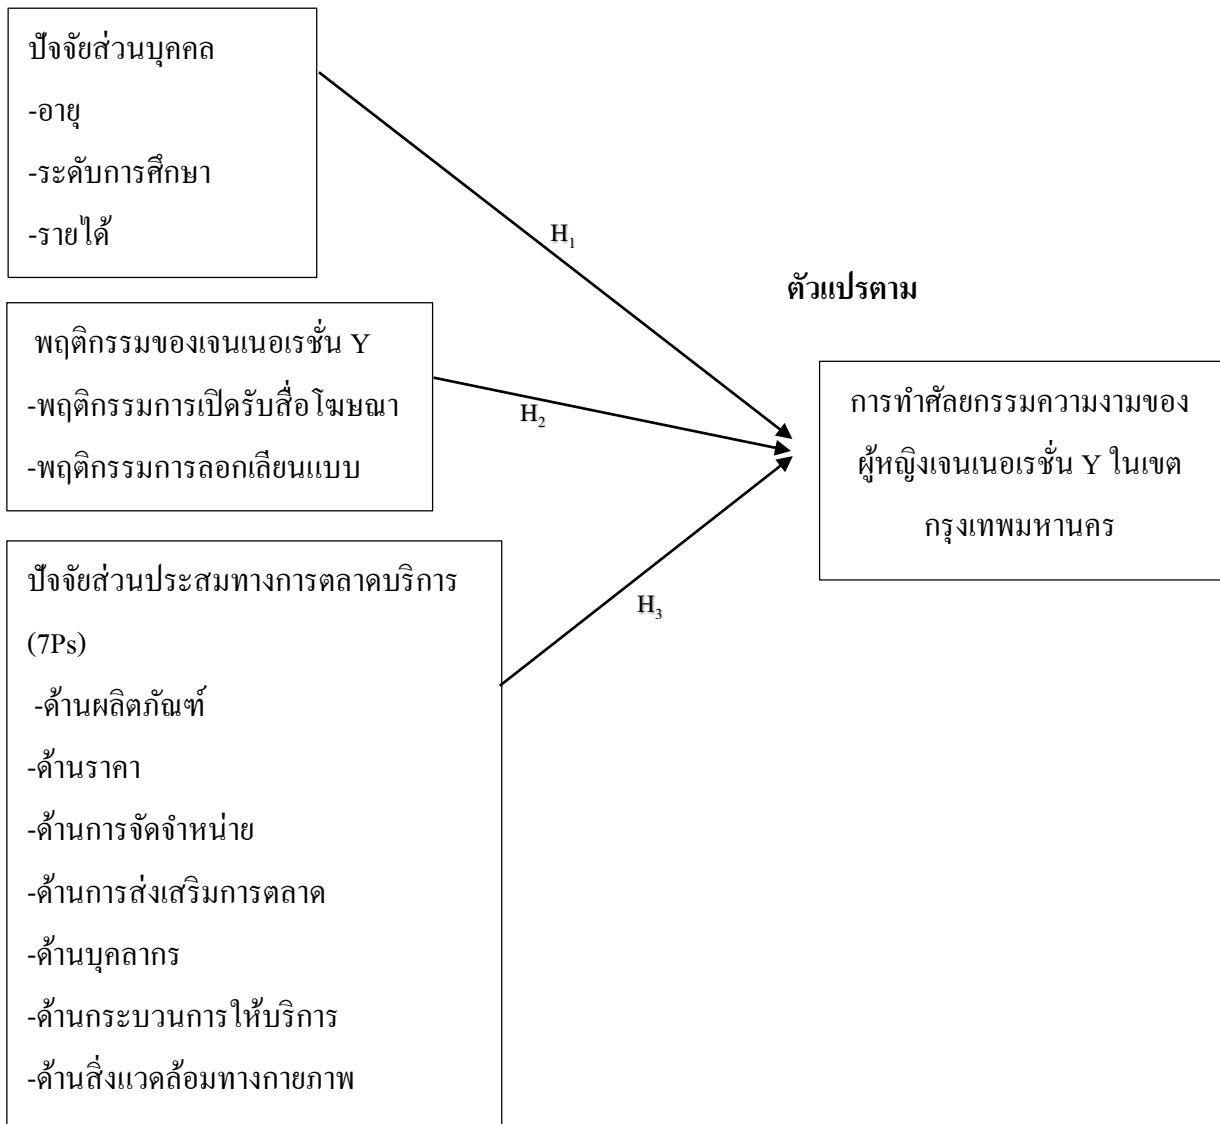 ปัจจัยส่วนบุคคล
-อายุ
-ระดับการศึกษา
-รายได้
H₁
ตัวแปรตาม
พฤติกรรมของเจนเนอเรชั่น Y
-พฤติกรรมการเปิดรับสื่อโฆษณา
-พฤติกรรมการลอกเลียนแบบ
H₂
การทำศัลยกรรมความงามของ
ผู้หญิงเจนเนอเรชั่น Y ในเขต
กรุงเทพมหานคร
ปัจจัยส่วนประสมทางการตลาดบริการ
(7Ps)
-ด้านผลิตภัณฑ์
-ด้านราคา
-ด้านการจัดจำหน่าย
-ด้านการส่งเสริมการตลาด
-ด้านบุคลากร
-ด้านกระบวนการให้บริการ
-ด้านสิ่งแวดล้อมทางกายภาพ
H₃